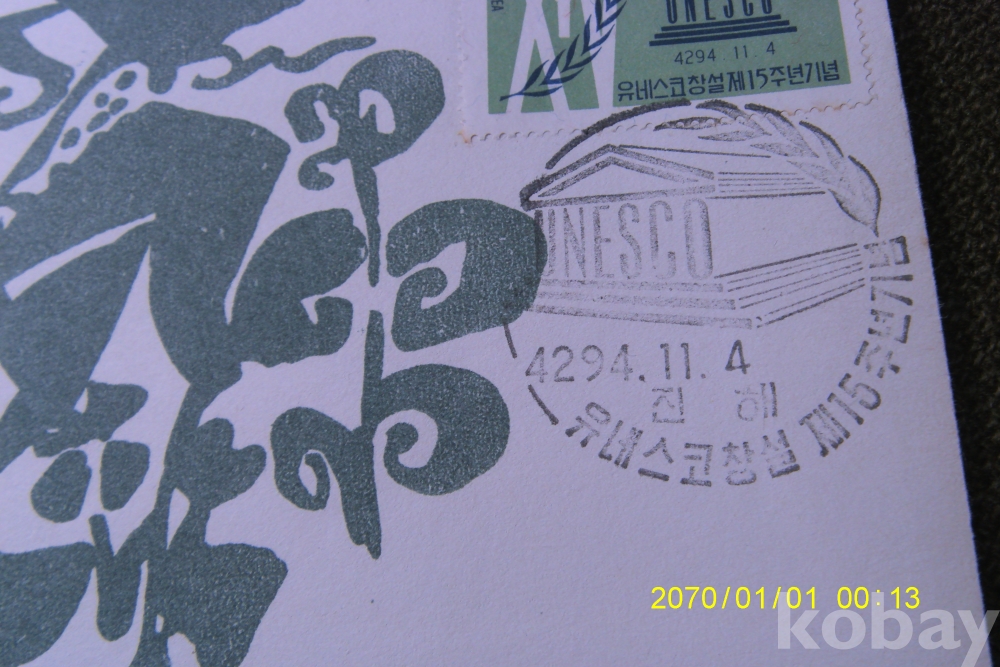 UNESCO
4294 11. 4
유네스코창설제15주년기념
UNESCO
4294.11. 4
진 해
유네스코창설 제15주년기념
2070/01/01 00:13
kobay